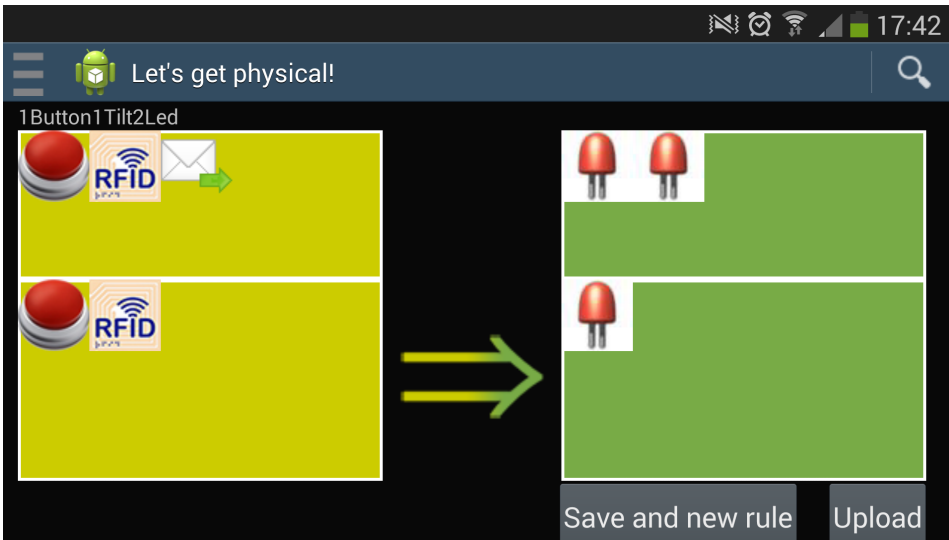 17:42
Let's get physical!
1Button1Tilt2Led
RFID
RFID
Save and new rule
Upload